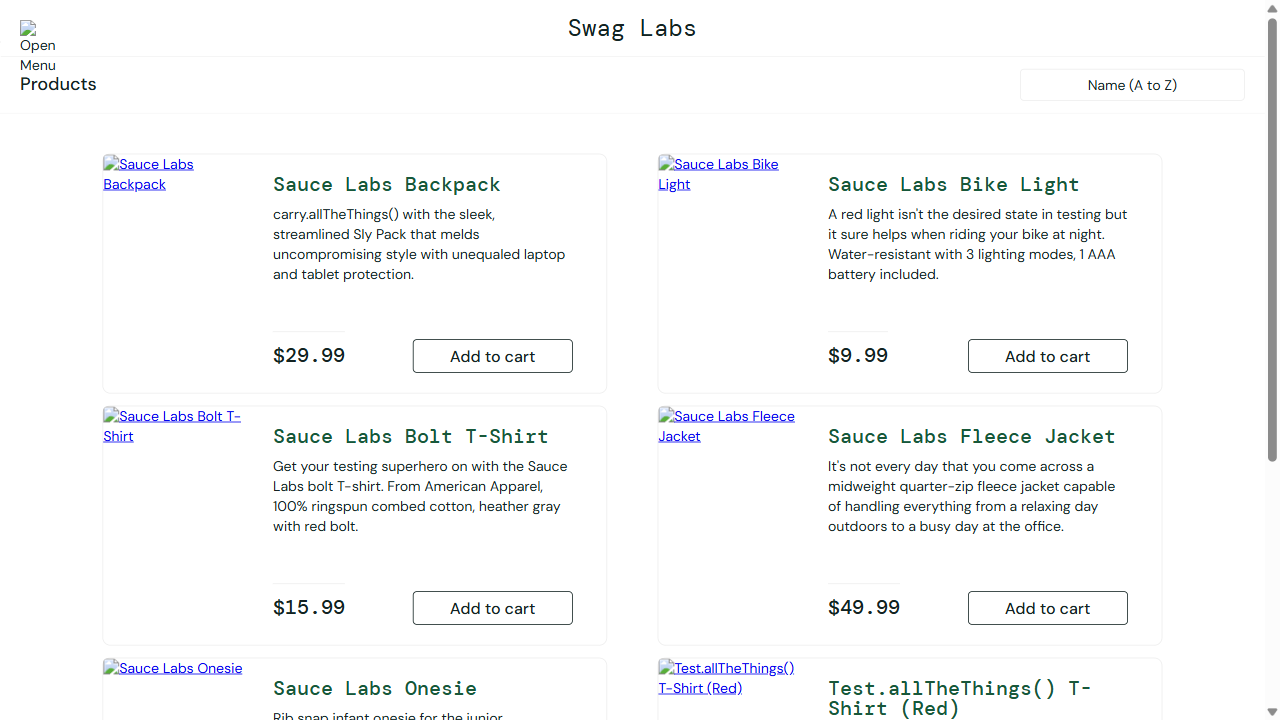 Swag Labs
Open
Menu
Products
Name (A to Z)
Sauce Labs
Backpack
Sauce Labs Backpack
carry.allTheThings() with the sleek,
streamlined Sly Pack that melds
uncompromising style with unequaled laptop
and tablet protection.
$29.99
Add to cart
Sauce Labs Bike
Light
Sauce Labs Bike Light
A red light isn't the desired state in testing but
it sure helps when riding your bike at night.
Water-resistant with 3 lighting modes, 1 AAA
battery included.
$9.99
Add to cart
Sauce Labs Bolt T-
Shirt
Sauce Labs Bolt T-Shirt
Get your testing superhero on with the Sauce
Labs bolt T-shirt. From American Apparel,
100% ringspun combed cotton, heather gray
with red bolt.
$15.99
Add to cart
Sauce Labs Fleece
Jacket
Sauce Labs Fleece Jacket
It's not every day that you come across a
midweight quarter-zip fleece jacket capable
of handling everything from a relaxing day
outdoors to a busy day at the office.
$49.99
Add to cart
Sauce Labs Onesie
Sauce Labs Onesie
Rib snap infant onesie for the junior
Test.allTheThings()
T-Shirt (Red)
Test.allTheThings() T-
Shirt (Red)